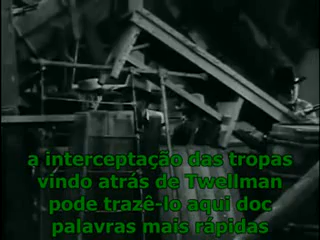 a interceptação das tropas
vindo atrás de Twellman
pode trazê-lo aqui doc
palavras mais rápidas